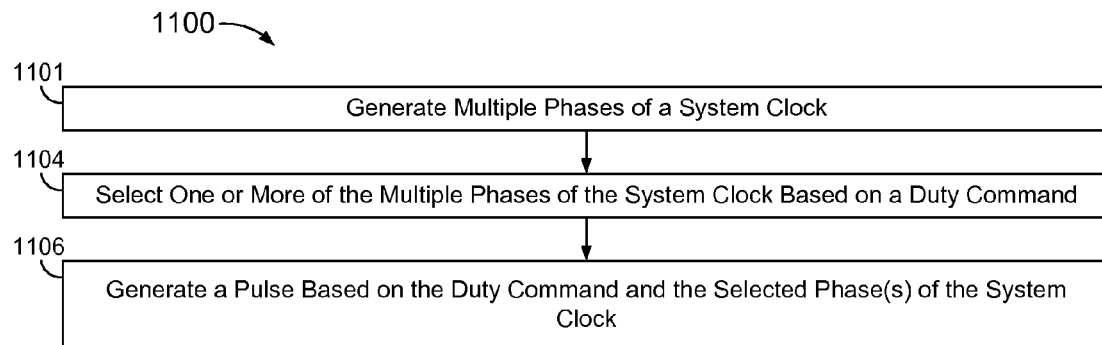 1100
1101
Generate Multiple Phases of a System Clock
1104
Select One or More of the Multiple Phases of the System Clock Based on a Duty Command
1106
Generate a Pulse Based on the Duty Command and the Selected Phase(s) of the System
Clock